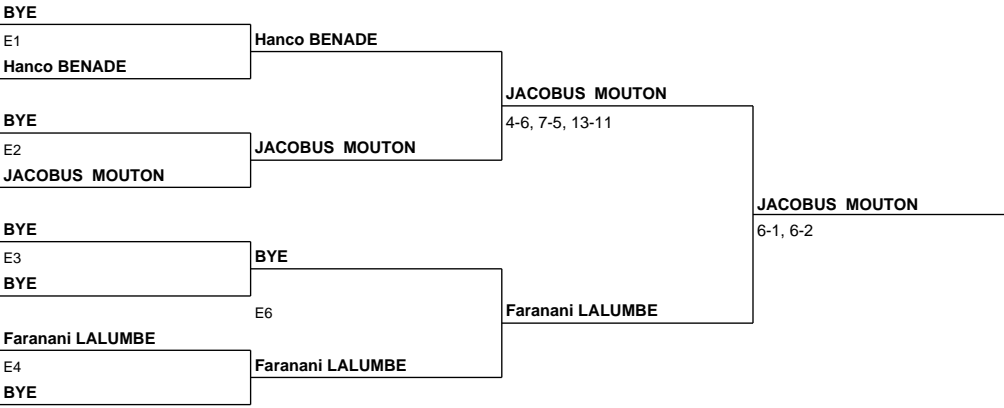 BYE
E1
Hanco BENADE
Hanco BENADE
JACOBUS MOUTON
4-6, 7-5, 13-11
BYE
E2
JACOBUS MOUTON
JACOBUS MOUTON
JACOBUS MOUTON
6-1, 6-2
BYE
E3
BYE
BYE
E6
Faranani LALUMBE
Faranani LALUMBE
E4
BYE
Faranani LALUMBE